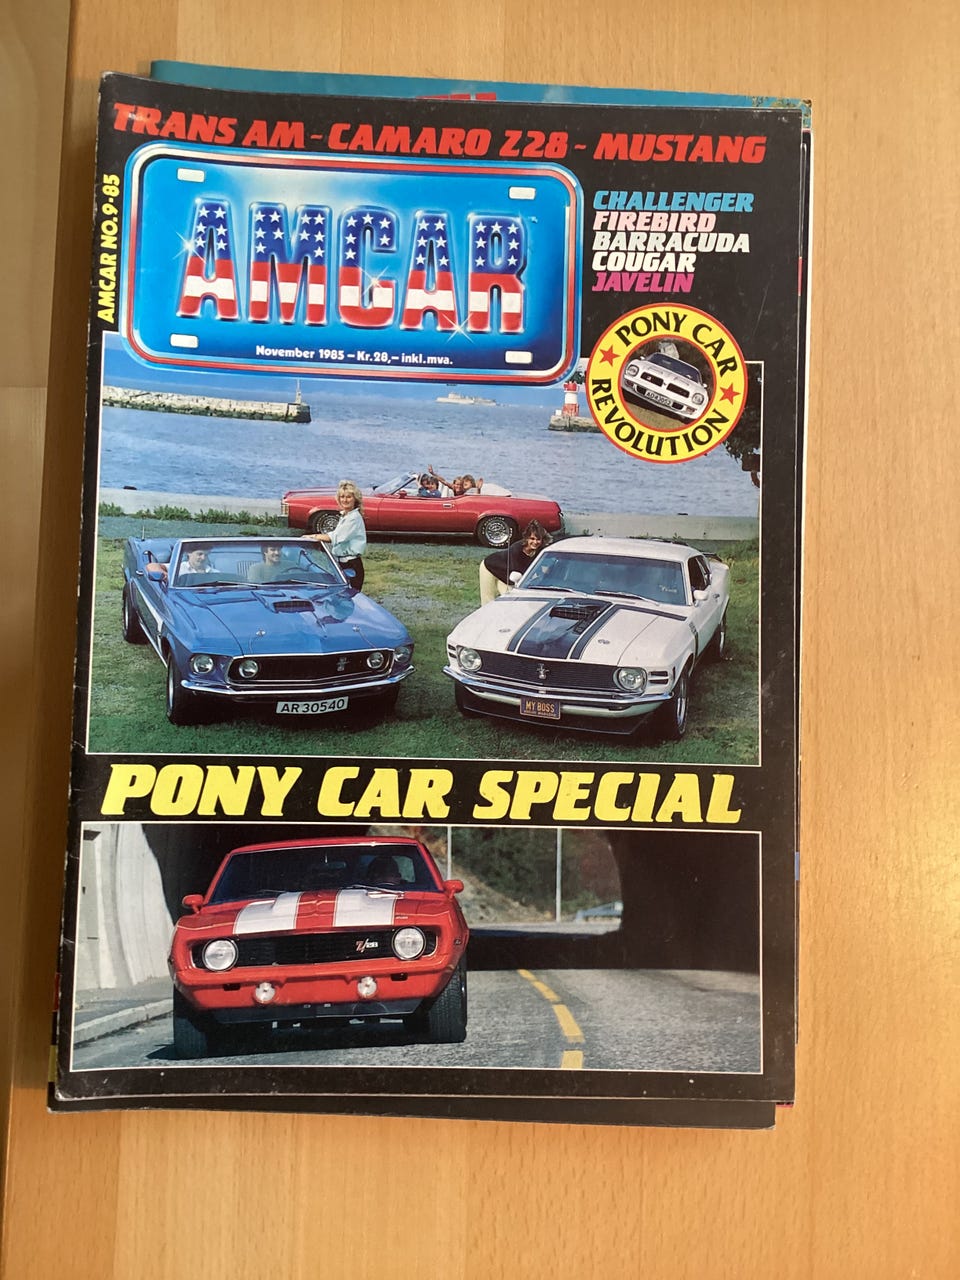 TRANS AM - CAMARO Z28 - MUSTANG
AMCAR NO. 9-85
AMCAR
November 1985 – Kr. 28,– inkl. mva.
CHALLENGER
FIREBIRD
BARRACUDA
COUGAR
JAVELIN
PONY CAR
REVOLUTION
AR 30540
MY BOSS
PONY CAR SPECIAL
Z/28